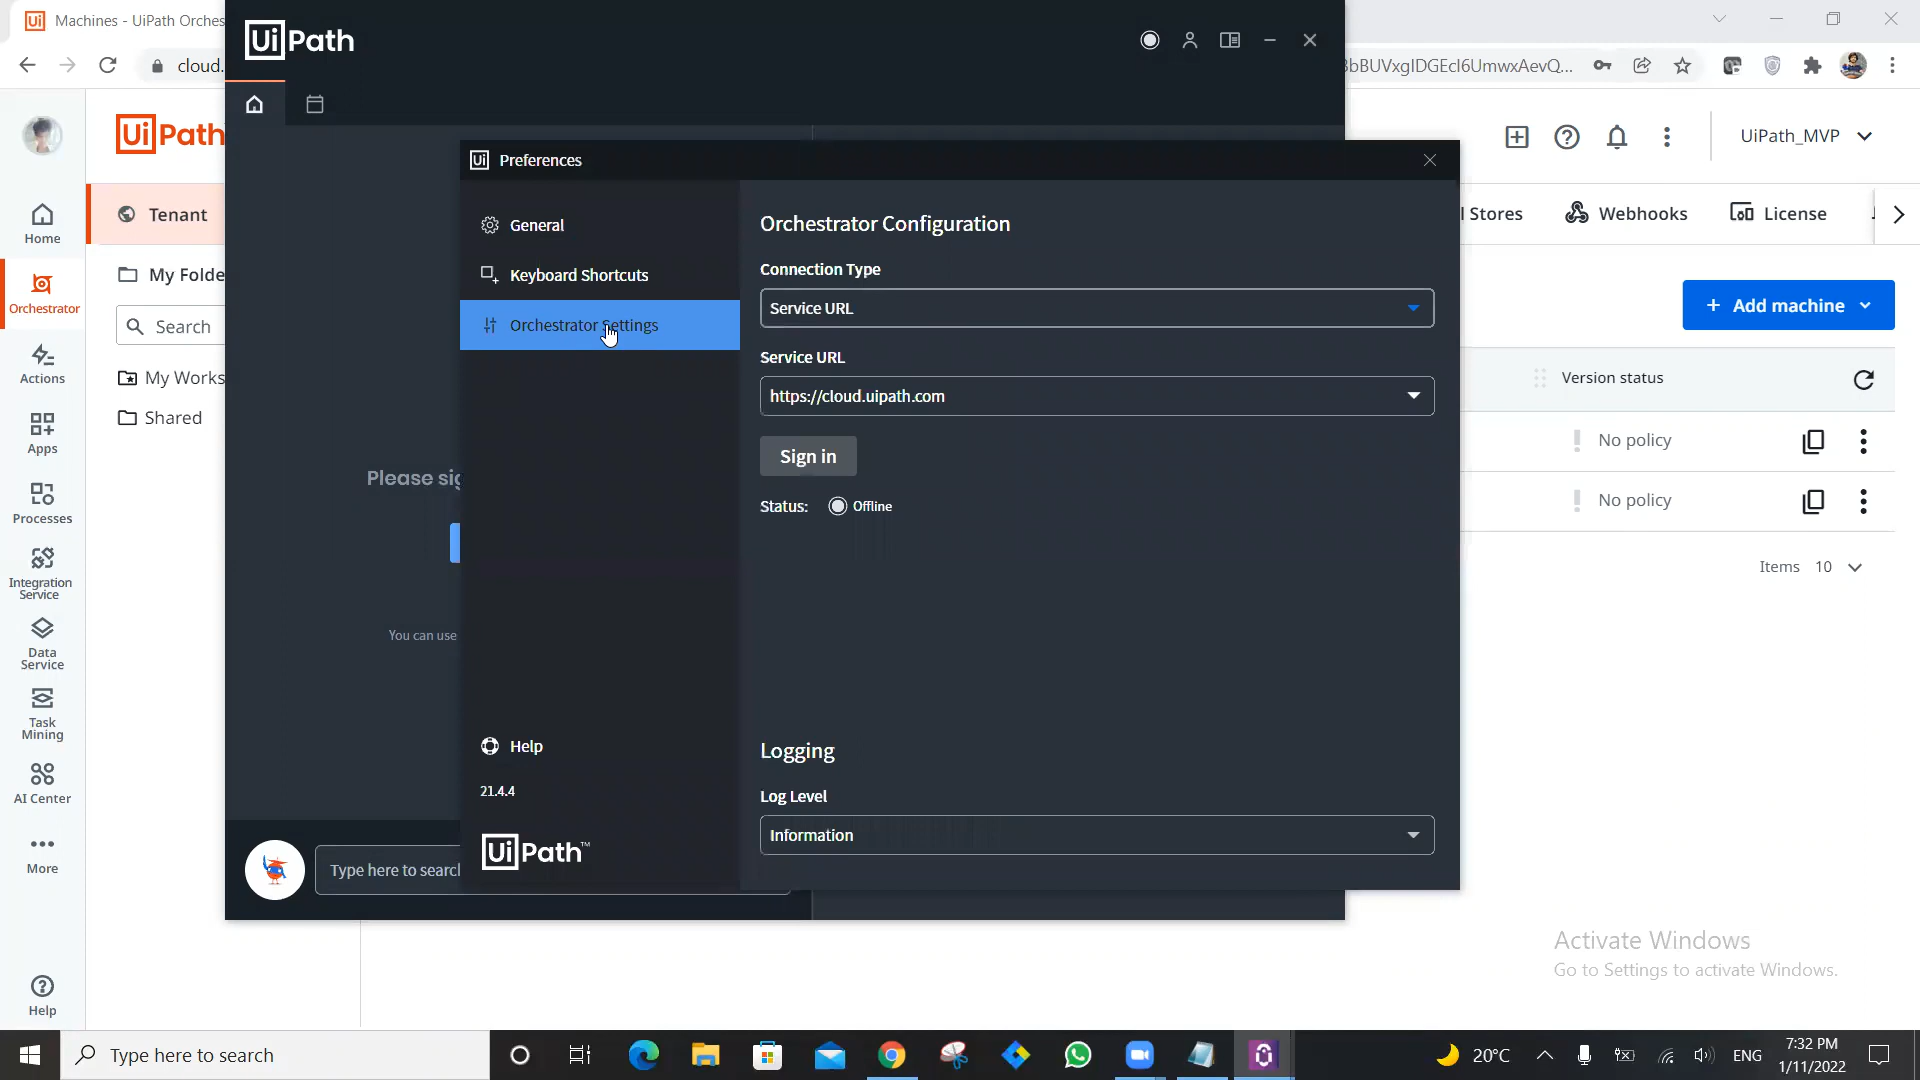 Machines - UiPath Orches
cloud.
bBUVxgIDGEcI6UmwxAevQ...
UiPath
UiPath
UiPath_MVP
Home
Orchestrator
Actions
Apps
Processes
Integration
Service
Data
Service
Task
Mining
AI Center
More
Help
Tenant
My Folde
Search
My Works
Shared
Please sig
You can use
Type here to search
Preferences
General
Keyboard Shortcuts
Orchestrator Settings
Help
21.4.4
UiPath™
Orchestrator Configuration
Connection Type
Service URL
Service URL
https://cloud.uipath.com
Sign in
Status: Offline
Logging
Log Level
Information
l Stores
Webhooks
License
+ Add machine
Version status
No policy
No policy
Items 10
Activate Windows
Go to Settings to activate Windows.
Type here to search
20°C
ENG
7:32 PM
1/11/2022